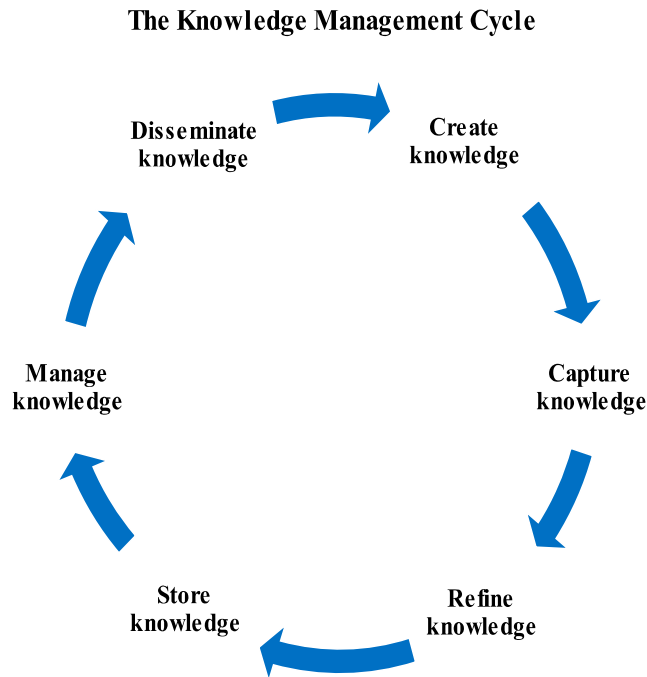 The Knowledge Management Cycle
Disseminate
knowledge
Create
knowledge
Capture
knowledge
Refine
knowledge
Store
knowledge
Manage
knowledge